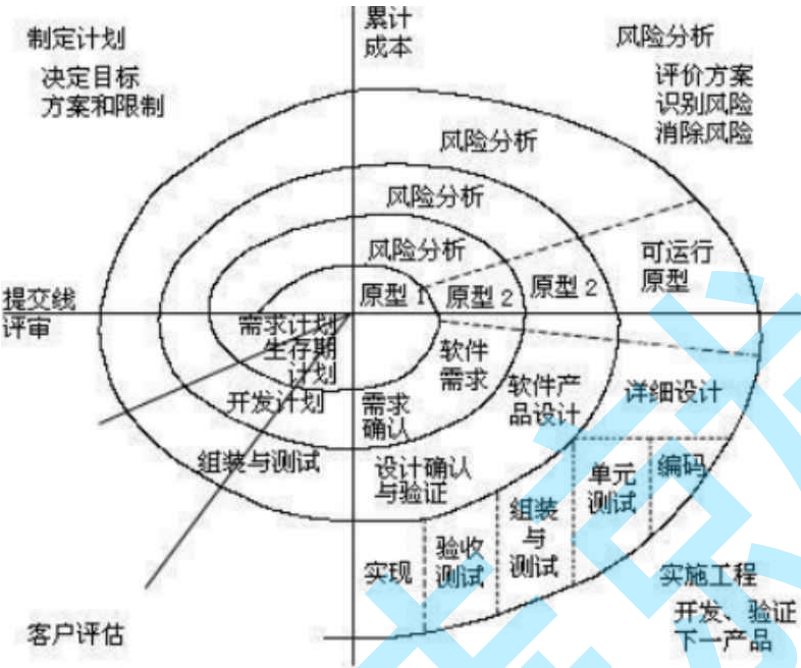 制定计划
决定目标
方案和限制
累计
成本
风险分析
评价方案
识别风险
消除风险
风险分析
风险分析
风险分析
可运行
原型
原型 1
原型 2
原型 2
提交线
评审
需求计划
生存期
计划
开发计划
组装与测试
软件
需求
软件产
品设计
详细设计
需求
确认
设计确认
与验证
单元
测试
编码
组装
与
测试
验收
测试
实现
实施工程
开发、验证
下一产品
客户评估